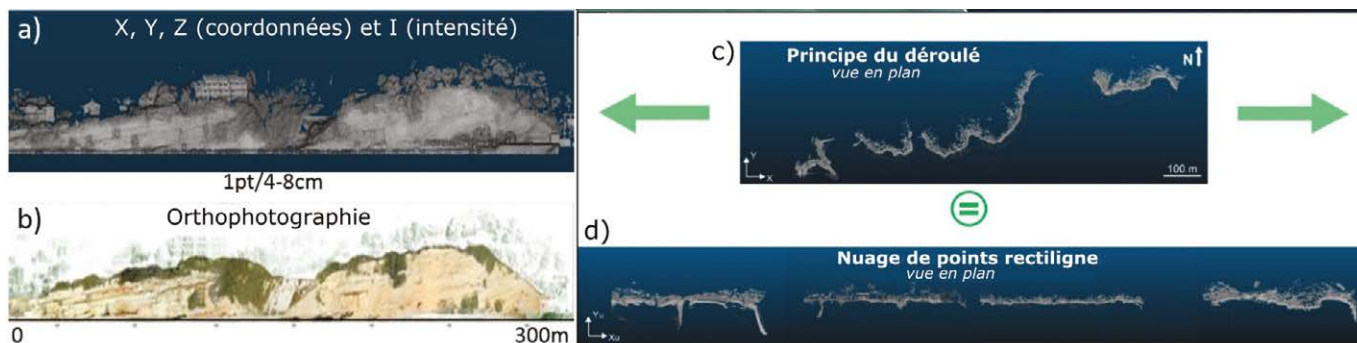 a)
X, Y, Z (coordonnées) et I (intensité)
1pt/4-8cm
b)
Orthophotographie
0
300m
c)
Principe du déroulé
vue en plan
N
Y
X
100 m
=
d)
Nuage de points rectiligne
vue en plan
Yu
Xu